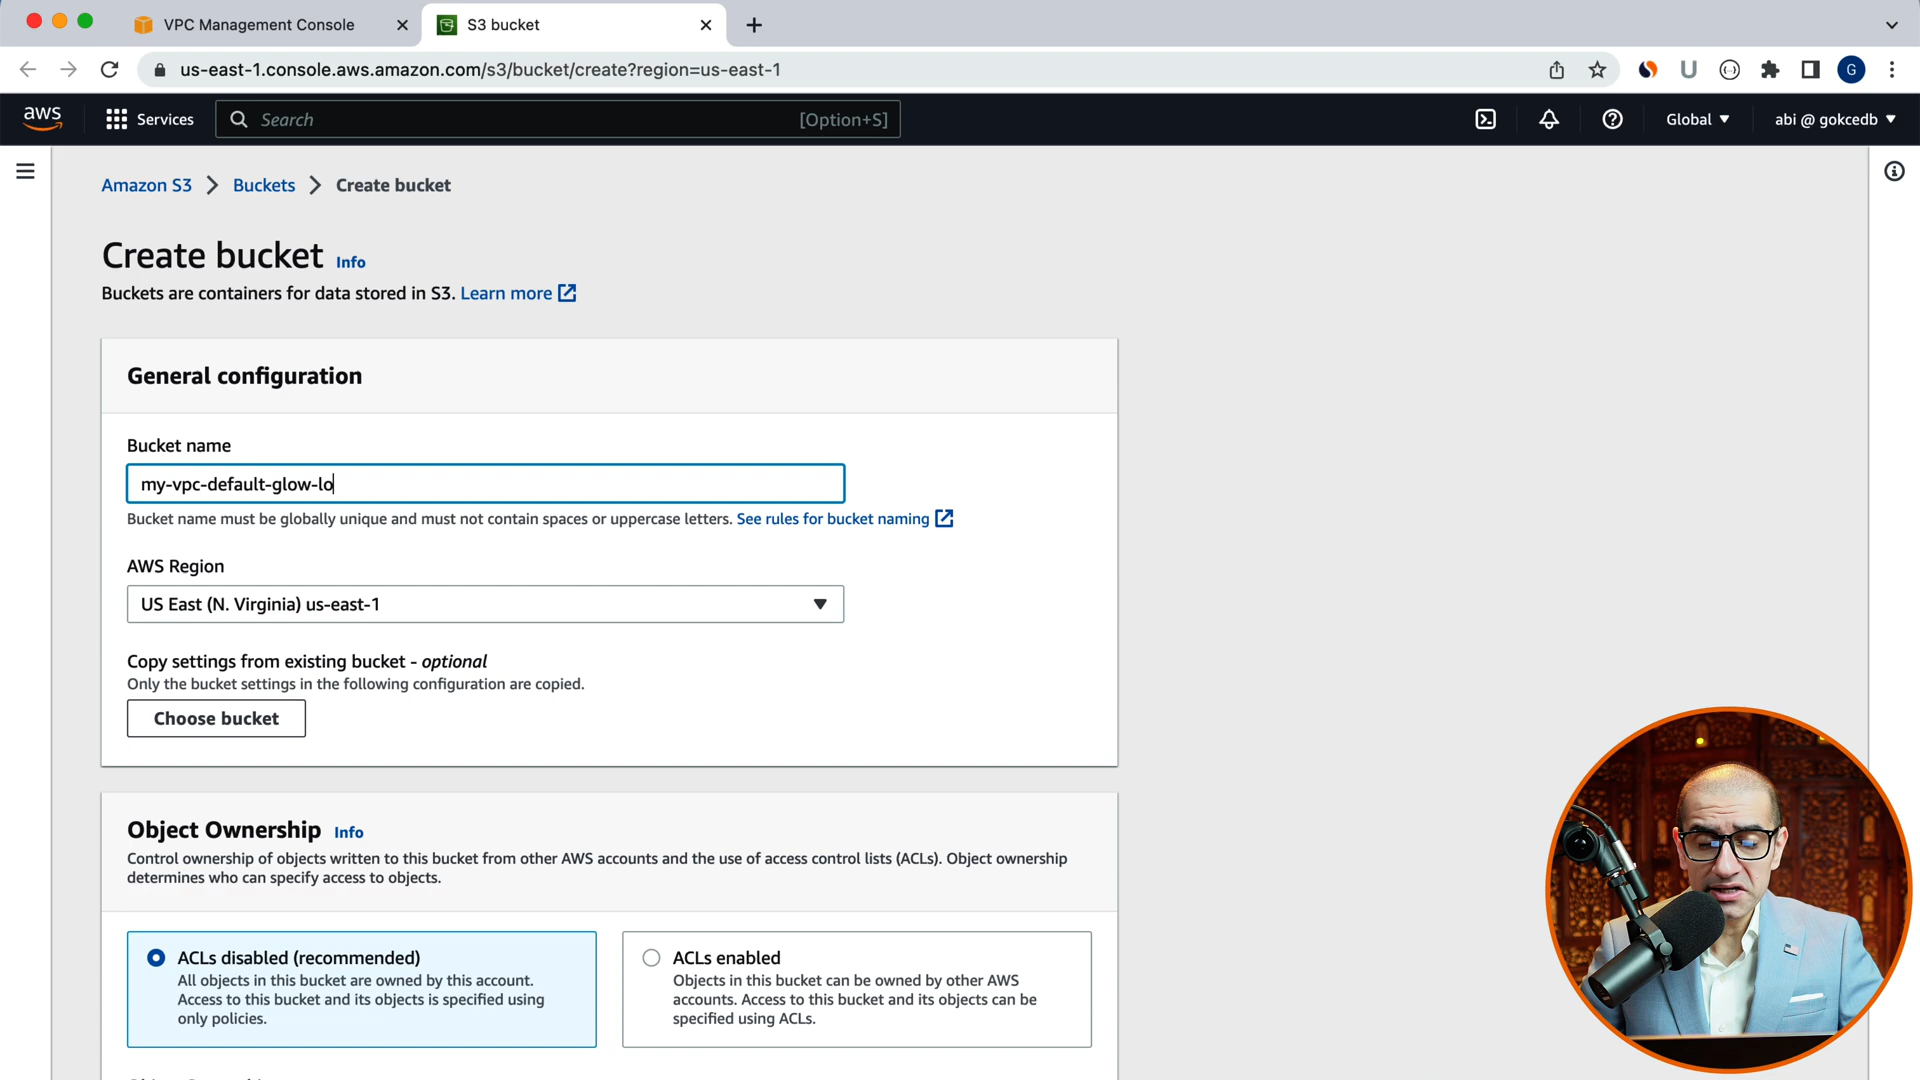 VPC Management Console
S3 bucket
us-east-1.console.aws.amazon.com/s3/bucket/create?region=us-east-1
G
aws
Services
Search
[Option+S]
Global
abi @ gokcedb
Amazon S3
Buckets
Create bucket
Create bucket Info
Buckets are containers for data stored in S3. Learn more
General configuration
Bucket name
my-vpc-default-glow-lo
Bucket name must be globally unique and must not contain spaces or uppercase letters. See rules for bucket naming
AWS Region
US East (N. Virginia) us-east-1
Copy settings from existing bucket - optional
Only the bucket settings in the following configuration are copied.
Choose bucket
Object Ownership Info
Control ownership of objects written to this bucket from other AWS accounts and the use of access control lists (ACLs). Object ownership
determines who can specify access to objects.
ACLs disabled (recommended)
All objects in this bucket are owned by this account.
Access to this bucket and its objects is specified using
only policies.
ACLs enabled
Objects in this bucket can be owned by other AWS
accounts. Access to this bucket and its objects can be
specified using ACLs.